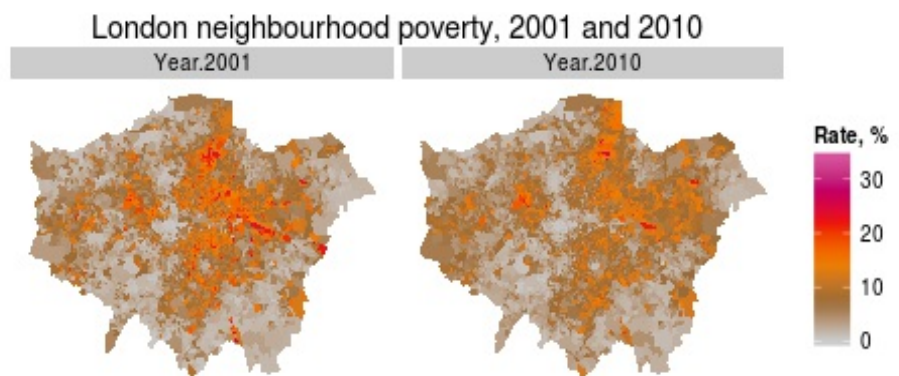 London neighbourhood poverty, 2001 and 2010
Year.2001
Year.2010
Rate, %
30
20
10
0